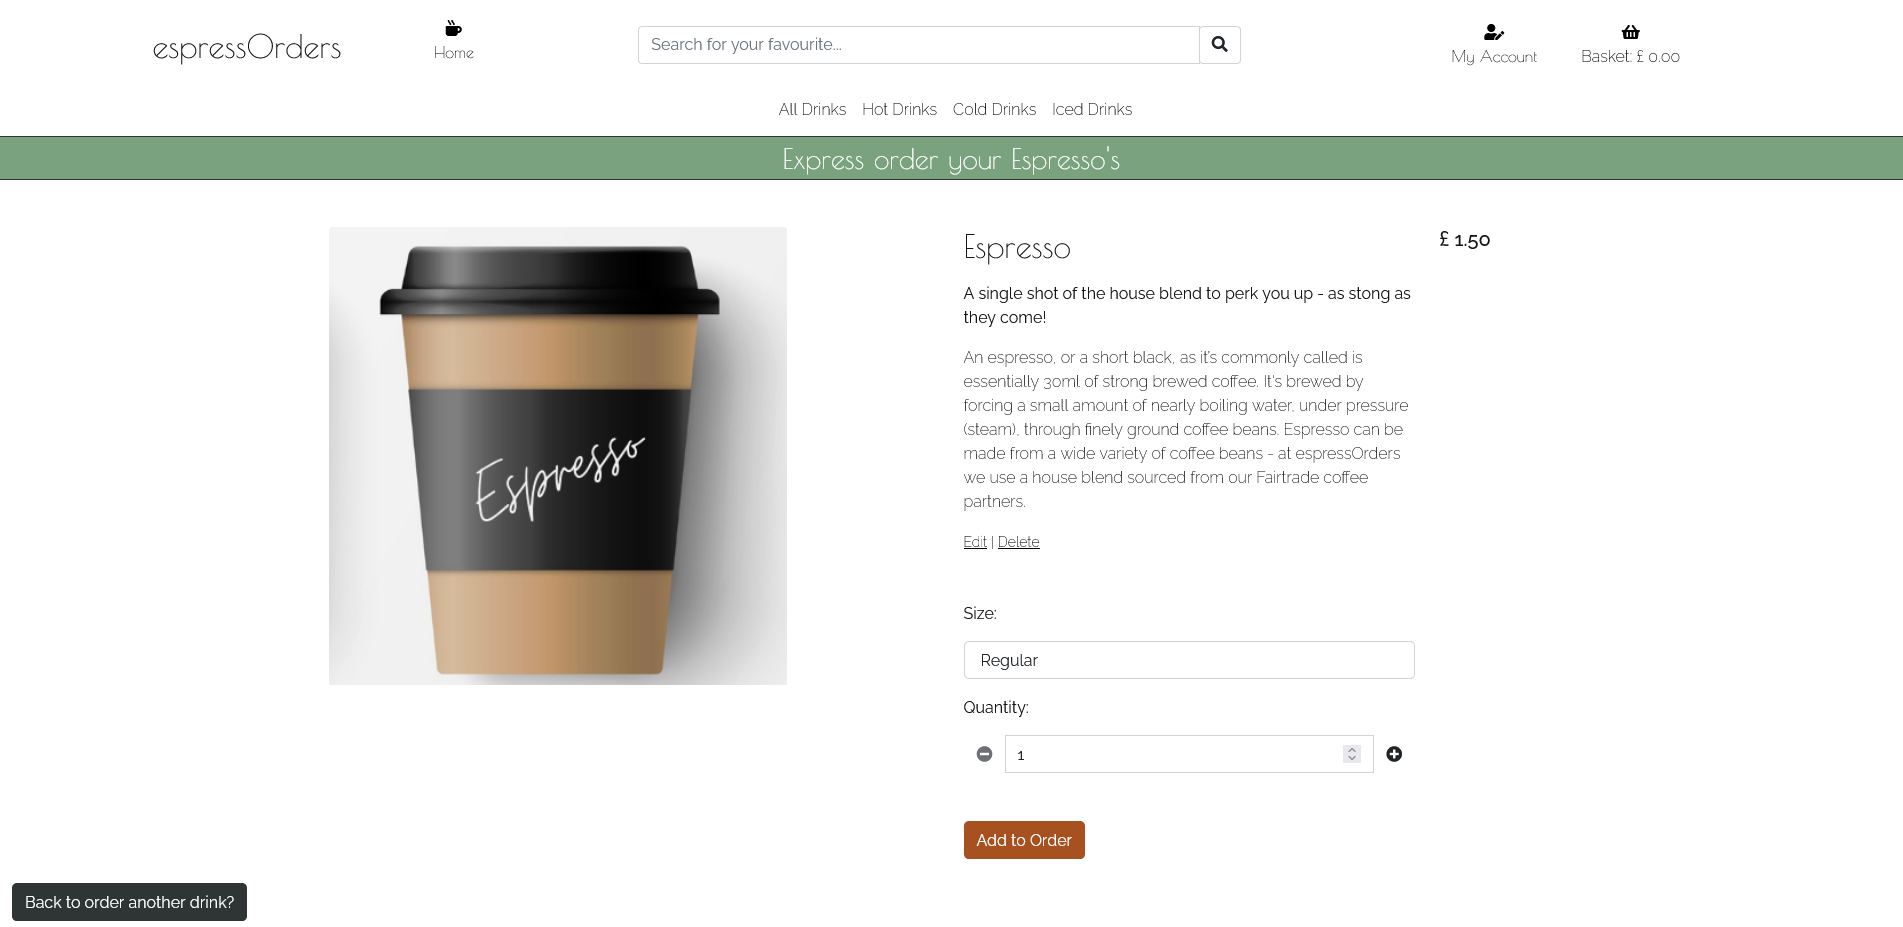 espressOrders
Home
Search for your favourite...
My Account
Basket: £ 0.00
All Drinks Hot Drinks Cold Drinks Iced Drinks
Express order your Espresso's
Espresso
Espresso
£ 1.50
A single shot of the house blend to perk you up - as stong as
they come!
An espresso, or a short black, as it's commonly called is
essentially 30ml of strong brewed coffee. It's brewed by
forcing a small amount of nearly boiling water, under pressure
(steam), through finely ground coffee beans. Espresso can be
made from a wide variety of coffee beans - at espressOrders
we use a house blend sourced from our Fairtrade coffee
partners.
Edit | Delete
Size:
Regular
Quantity:
1
Add to Order
Back to order another drink?